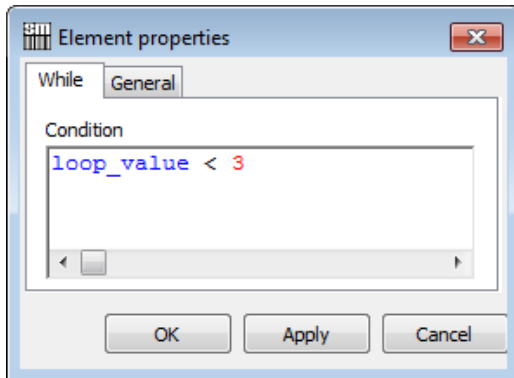 Element properties
While
General
Condition
loop_value < 3
OK
Apply
Cancel